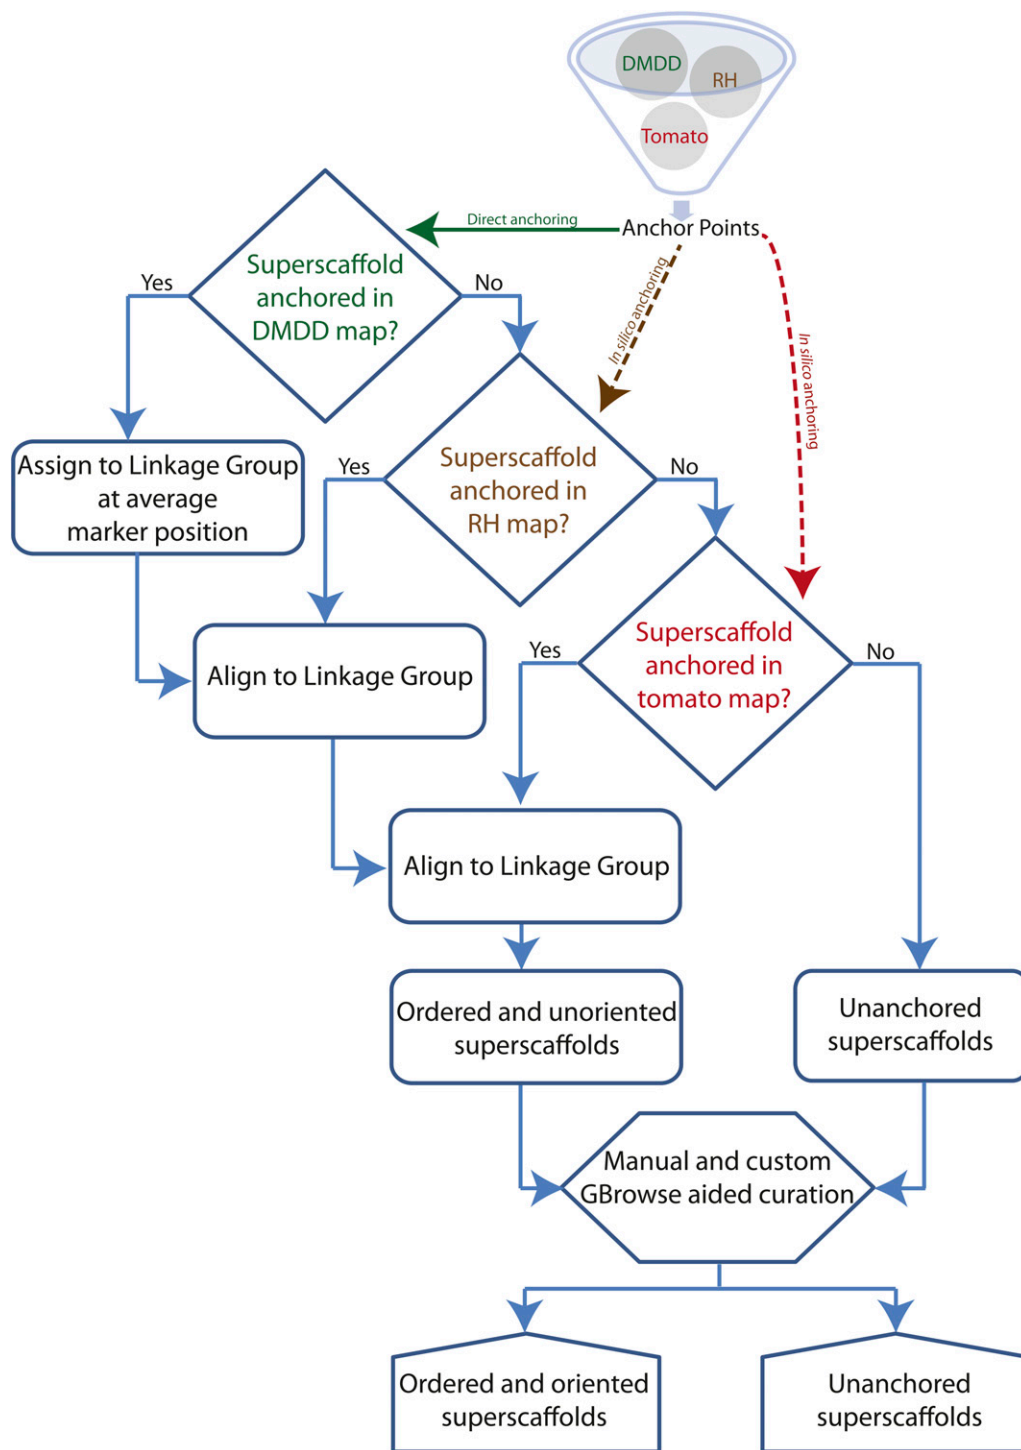 DMDD
RH
Tomato
Direct anchoring
Anchor Points
In silico anchoring
In silico anchoring
Superscaffold
anchored in
DMDD map?
Yes
No
Assign to Linkage Group
at average
marker position
Superscaffold
anchored in
RH map?
Yes
No
Align to Linkage Group
Superscaffold
anchored in
tomato map?
Yes
No
Align to Linkage Group
Ordered and unoriented
superscaffolds
Unanchored
superscaffolds
Manual and custom
GBrowse aided curation
Ordered and oriented
superscaffolds
Unanchored
superscaffolds